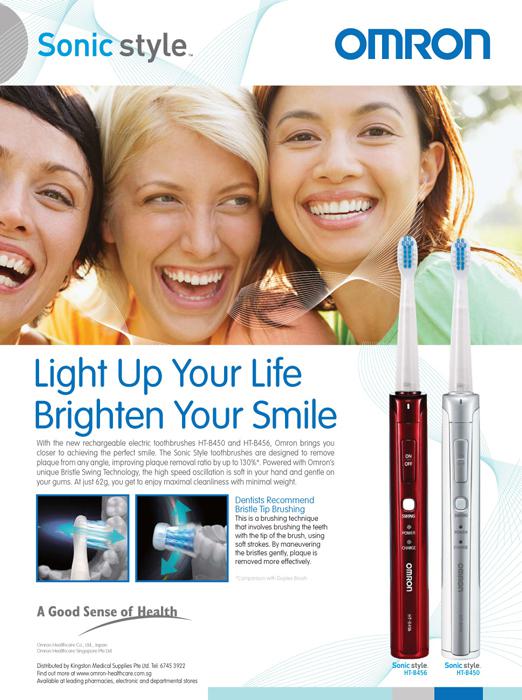 Sonic style™
OMRON
Light Up Your Life
Brighten Your Smile
With the new rechargeable electric toothbrushes HT-B450 and HT-B456, Omron brings you
closer to achieving the perfect smile. The Sonic Style toothbrushes are designed to remove
plaque from any angle, improving plaque removal ratio by up to 130%*. Powered with Omron's
unique Bristle Swing Technology, the high speed oscillation is soft in your hand and gentle on
your gums. At just 62g, you get to enjoy maximal cleanliness with minimal weight.
Dentists Recommend
Bristle Tip Brushing
This is a brushing technique
that involves brushing the teeth
with the tip of the brush, using
soft strokes. By maneuvering
the bristles gently, plaque is
removed more effectively.
*Comparison with Duplex Brush
ON
OFF
SWING
POWER
CHARGE
OMRON
HT-B456
OMRON
A Good Sense of Health
Omron Healthcare Co., Ltd., Japan
Omron Healthcare Singapore Pte Ltd
Distributed by Kingston Medical Supplies Pte Ltd. Tel: 6745 3922
Find out more at www.omron-healthcare.com.sg
Available at leading pharmacies, electronic and departmental stores
Sonic style.
HT-B456
Sonic style.
HT-B450